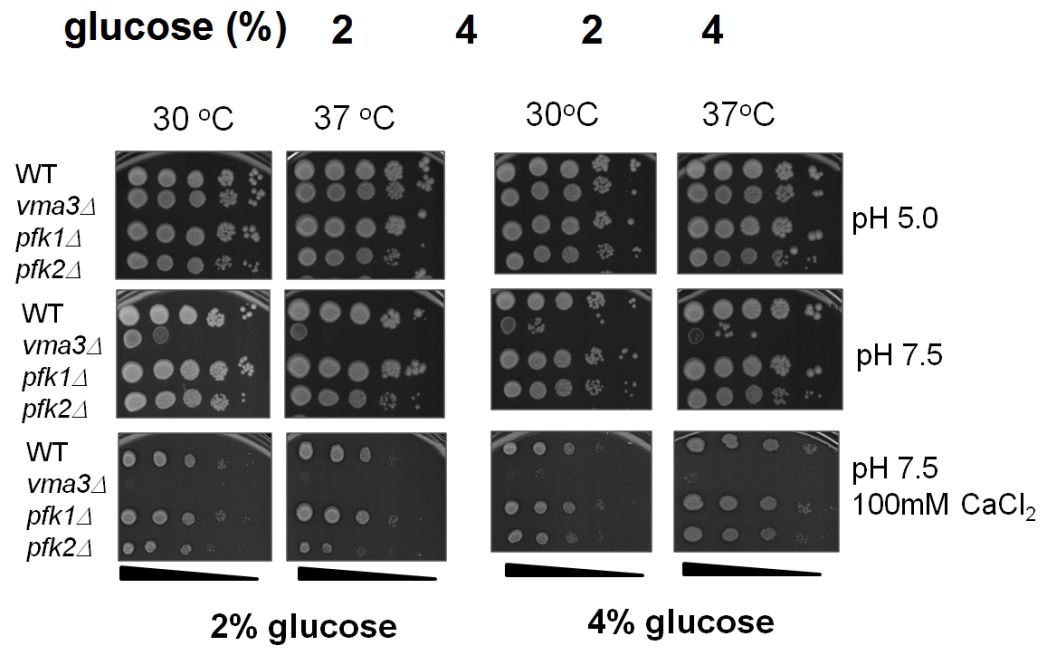 glucose (%) 2 4 2 4
30 °C 37 °C 30°C 37°C
WT
vma3Δ
pfk1Δ
pfk2Δ
pH 5.0
WT
vma3Δ
pfk1Δ
pfk2Δ
pH 7.5
WT
vma3Δ
pfk1Δ
pfk2Δ
pH 7.5
100mM CaCl₂
2% glucose 4% glucose